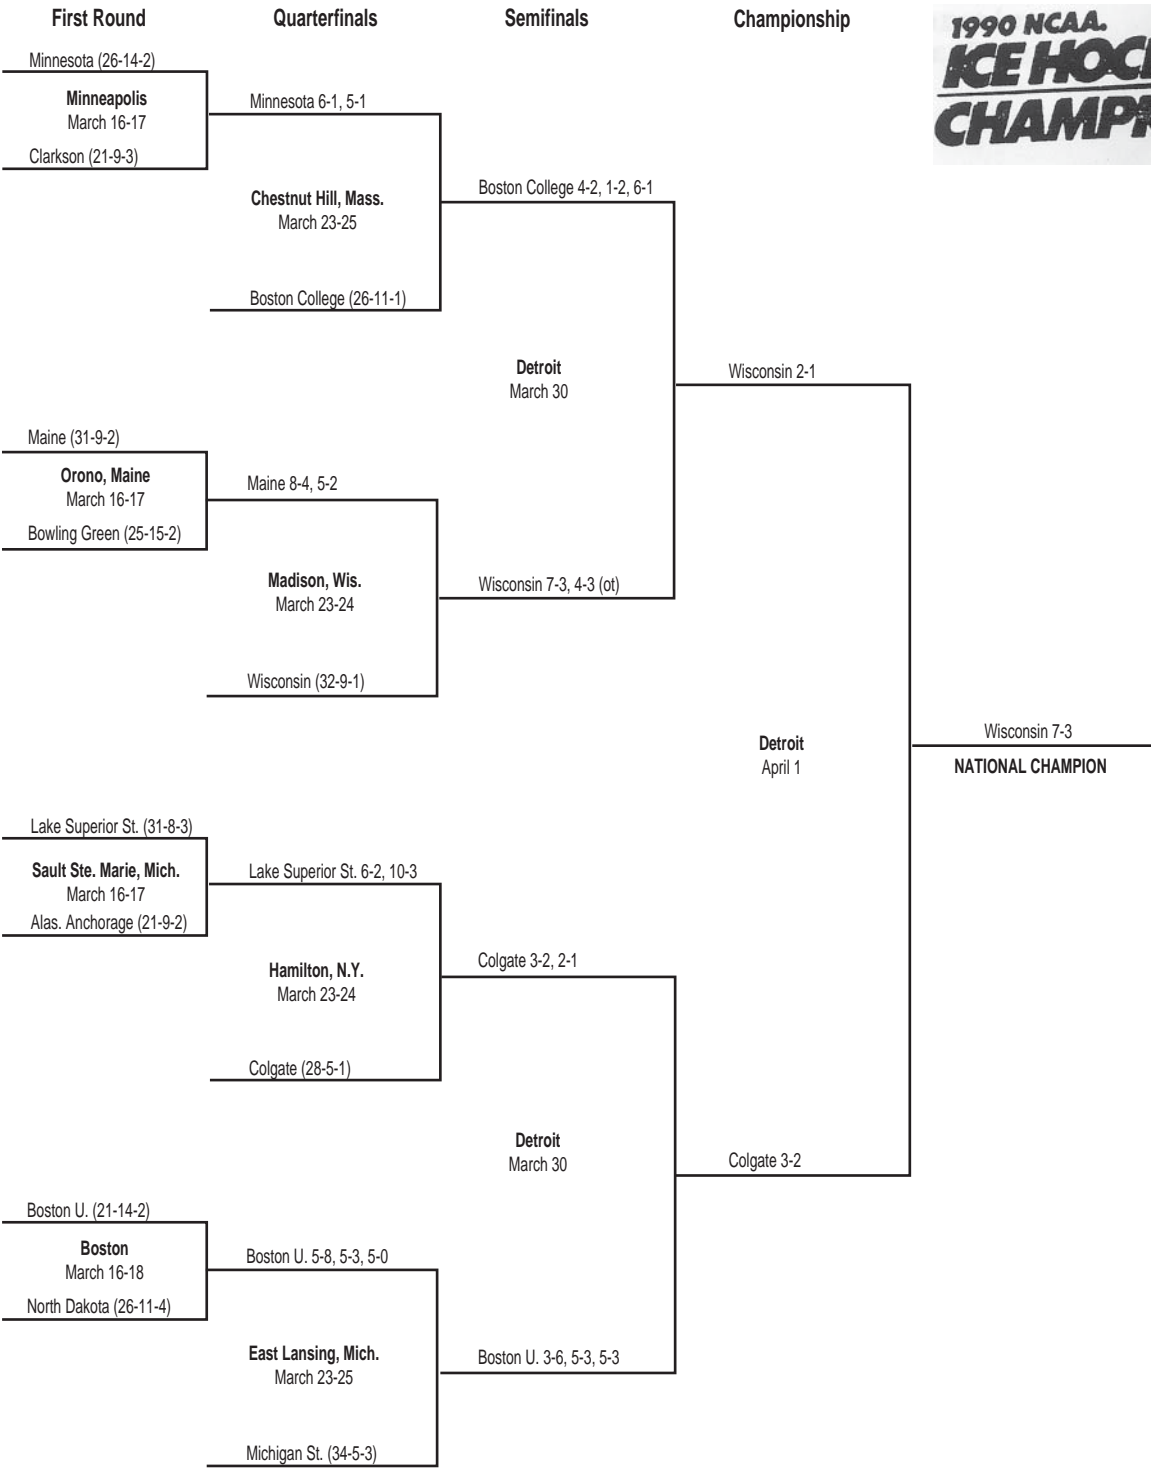 First Round
Quarterfinals
Semifinals
Championship
1990 NCAA.
Minnesota (26-14-2)
Minneapolis
March 16-17
Clarkson (21-9-3)
Minnesota 6-1, 5-1
Chestnut Hill, Mass.
March 23-25
Boston College (26-11-1)
Boston College 4-2, 1-2, 6-1
Detroit
March 30
Wisconsin 2-1
Maine (31-9-2)
Orono, Maine
March 16-17
Bowling Green (25-15-2)
Maine 8-4, 5-2
Madison, Wis.
March 23-24
Wisconsin (32-9-1)
Wisconsin 7-3, 4-3 (ot)
Detroit
April 1
Wisconsin 7-3
NATIONAL CHAMPION
Lake Superior St. (31-8-3)
Sault Ste. Marie, Mich.
March 16-17
Alas. Anchorage (21-9-2)
Lake Superior St. 6-2, 10-3
Hamilton, N.Y.
March 23-24
Colgate (28-5-1)
Colgate 3-2, 2-1
Detroit
March 30
Colgate 3-2
Boston U. (21-14-2)
Boston
March 16-18
North Dakota (26-11-4)
Boston U. 5-8, 5-3, 5-0
East Lansing, Mich.
March 23-25
Michigan St. (34-5-3)
Boston U. 3-6, 5-3, 5-3
ICE HOC
CHAMP